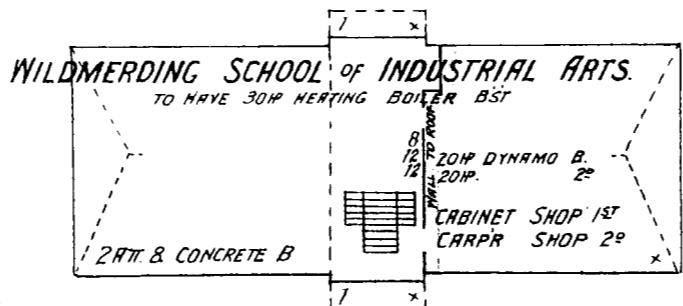 1 x
WILDMERDING SCHOOL OF INDUSTRIAL ARTS.
TO HAVE 30HP HEATING BOILER BST
WALL TO ROOF
8
12
12
20HP DYNAMO B.
20HP. 2º
CABINET SHOP 1ST
CARP'R SHOP 2º
2 ATT. & CONCRETE B
x
1 x